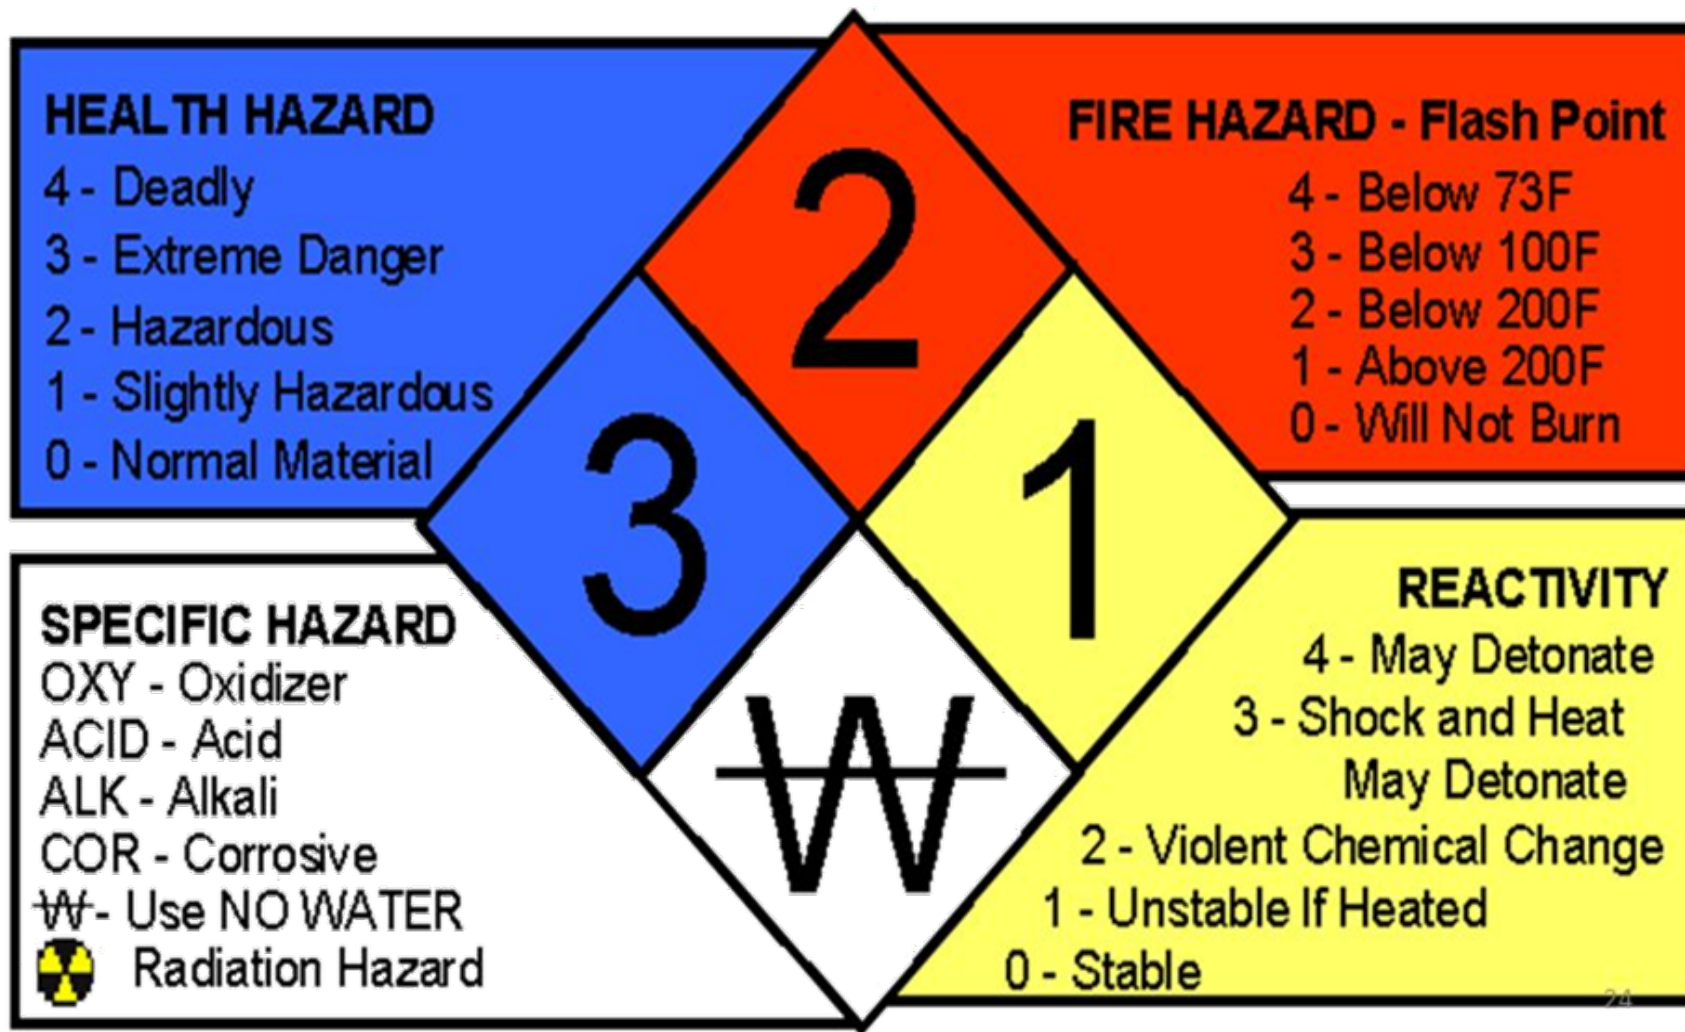 HEALTH HAZARD
4 - Deadly
3 - Extreme Danger
2 - Hazardous
1 - Slightly Hazardous
0 - Normal Material
FIRE HAZARD - Flash Point
4 - Below 73F
3 - Below 100F
2 - Below 200F
1 - Above 200F
0 - Will Not Burn
2
3
1
W
SPECIFIC HAZARD
OXY - Oxidizer
ACID - Acid
ALK - Alkali
COR - Corrosive
W - Use NO WATER
Radiation Hazard
REACTIVITY
4 - May Detonate
3 - Shock and Heat
May Detonate
2 - Violent Chemical Change
1 - Unstable If Heated
0 - Stable
24